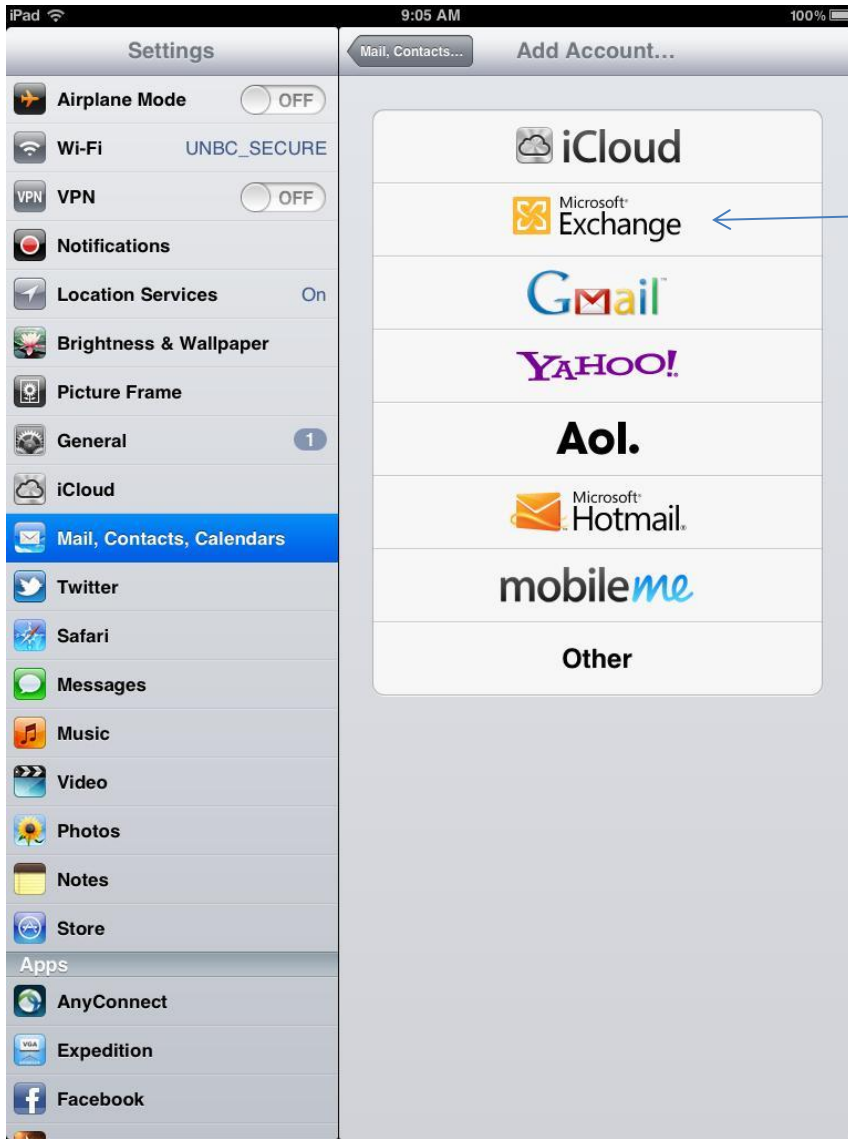 iPad 9:05 AM 100%
Settings
Mail, Contacts... Add Account...
Airplane Mode OFF
Wi-Fi UNBC_SECURE
VPN VPN OFF
Notifications
Location Services On
Brightness & Wallpaper
Picture Frame
General 1
iCloud
Mail, Contacts, Calendars
Twitter
Safari
Messages
Music
Video
Photos
Notes
Store
Apps
AnyConnect
VGA
Expedition
Facebook
iCloud
Microsoft
Exchange
Gmail™
YAHOO!
Aol.
Microsoft
Hotmail
mobileme
Other